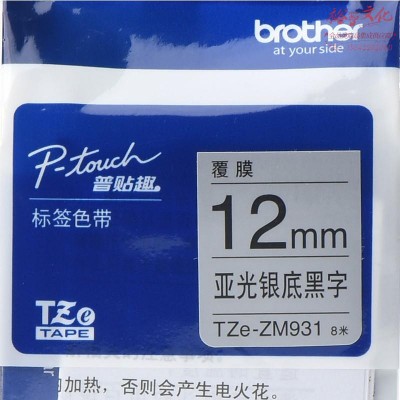 brother
at your side
P-touch
普贴趣
标签色带
TZe
TAPE
覆膜
12mm
亚光银底黑字
TZe-ZM931 8米
加热，否则会产生电火花。